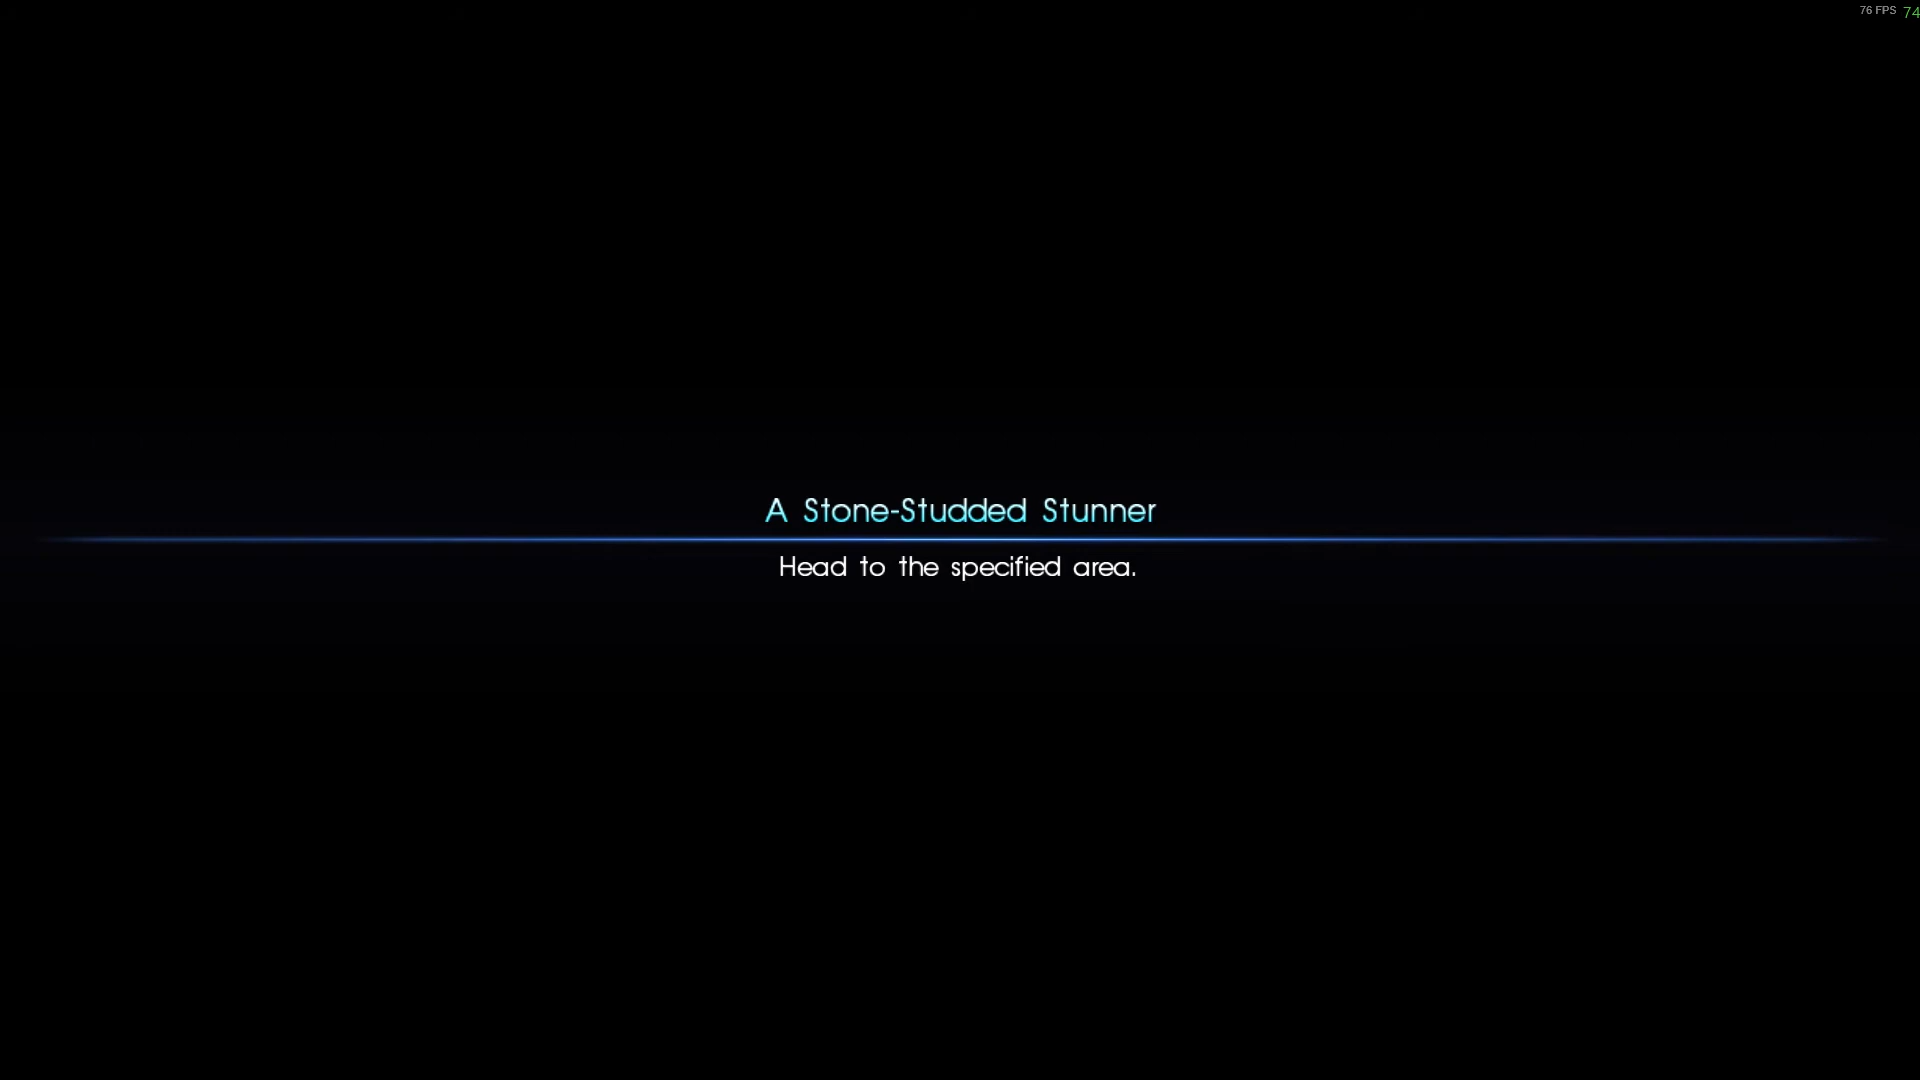 76 FPS 74
A Stone-Studded Stunner
Head to the specified area.